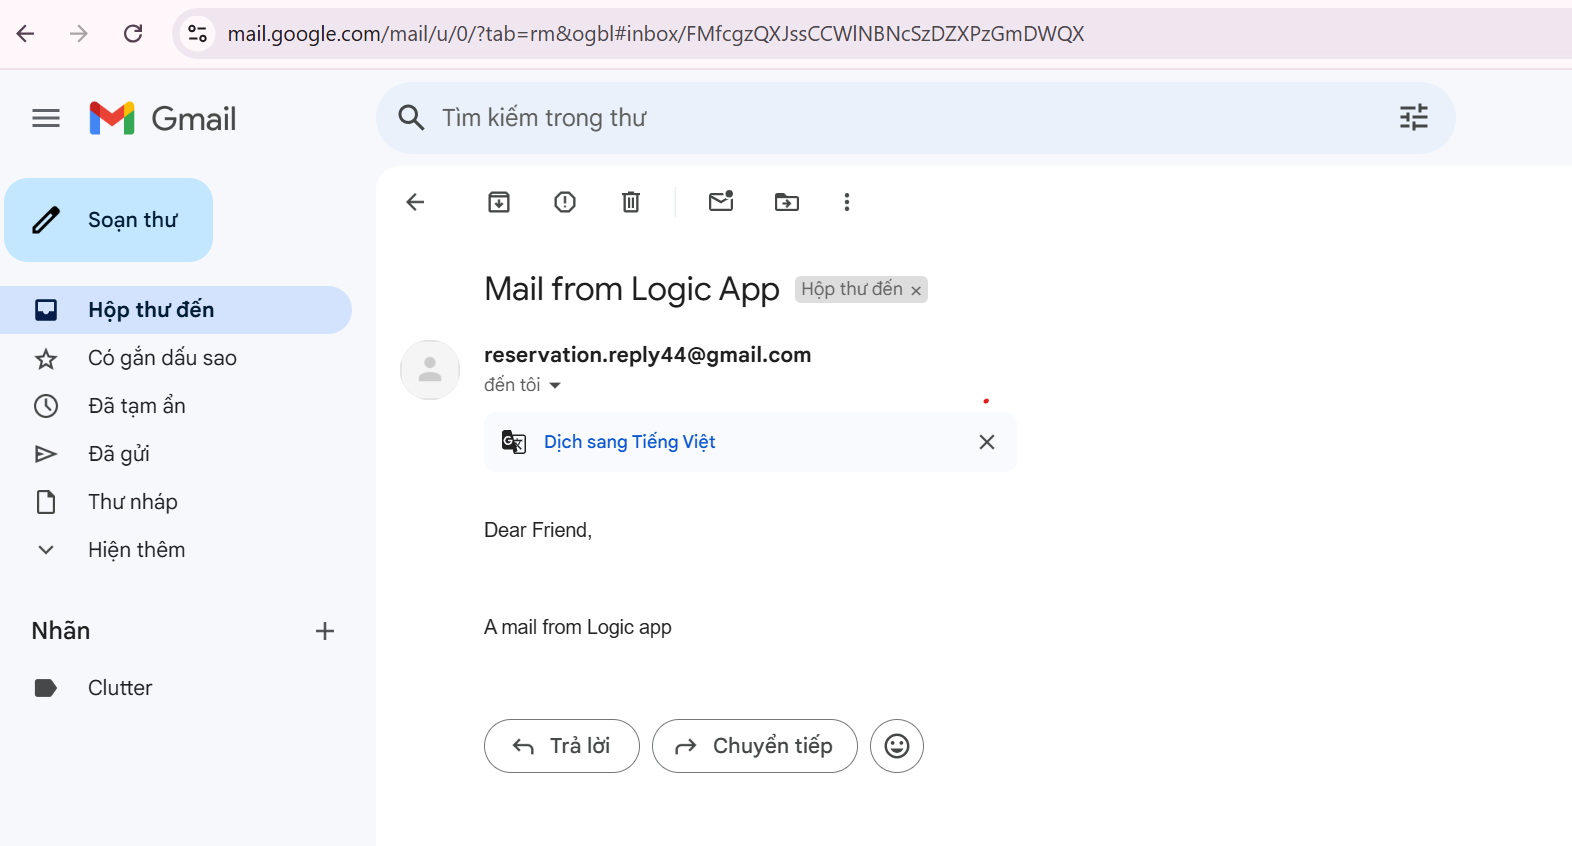 mail.google.com/mail/u/0/?tab=rm&ogbl#inbox/FMfcgzQXJssCCWlNBNcSzDZXPzGmDWQX
Gmail
Tìm kiếm trong thư
Soạn thư
Hộp thư đến
Có gắn dấu sao
Đã tạm ẩn
Đã gửi
Thư nháp
Hiện thêm
Nhãn
Clutter
Mail from Logic App Hộp thư đến
reservation.reply44@gmail.com
đến tôi
Dịch sang Tiếng Việt
Dear Friend,
A mail from Logic app
Trả lời Chuyển tiếp